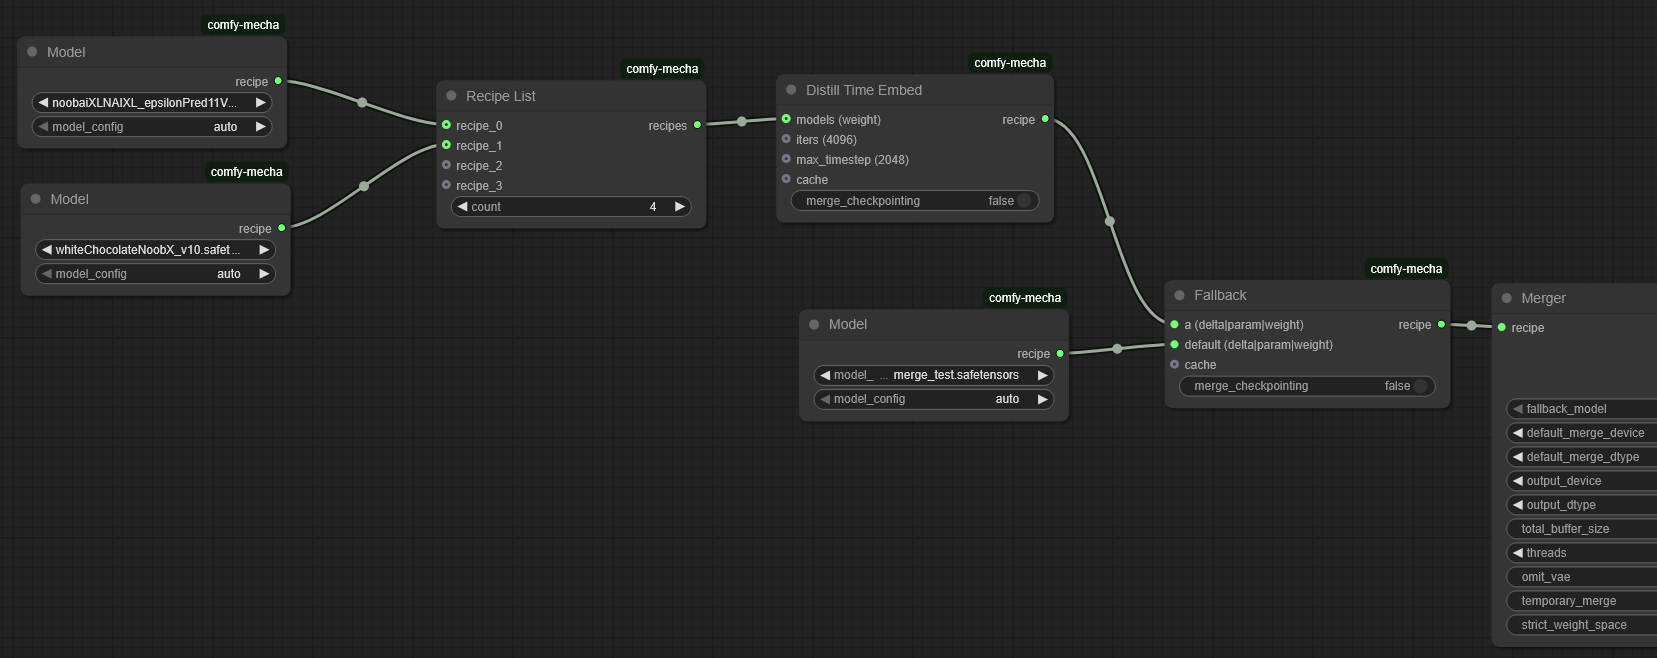 comfy-mecha
Model
recipe
noobaiXLNAIXL_epsilonPred11V...
model_config auto
comfy-mecha
Model
recipe
whiteChocolateNoobX_v10.safet...
model_config auto
comfy-mecha
Recipe List
recipe_0 recipes
recipe_1
recipe_2
recipe_3
count 4
comfy-mecha
Distill Time Embed
models (weight) recipe
iters (4096)
max_timestep (2048)
cache
merge_checkpointing false
comfy-mecha
Model
recipe
model_ ... merge_test.safetensors
model_config auto
comfy-mecha
Fallback
a (delta|param|weight) recipe
default (delta|param|weight)
cache
merge_checkpointing false
Merger
recipe
fallback_model
default_merge_device
default_merge_dtype
output_device
output_dtype
total_buffer_size
threads
omit_vae
temporary_merge
strict_weight_space